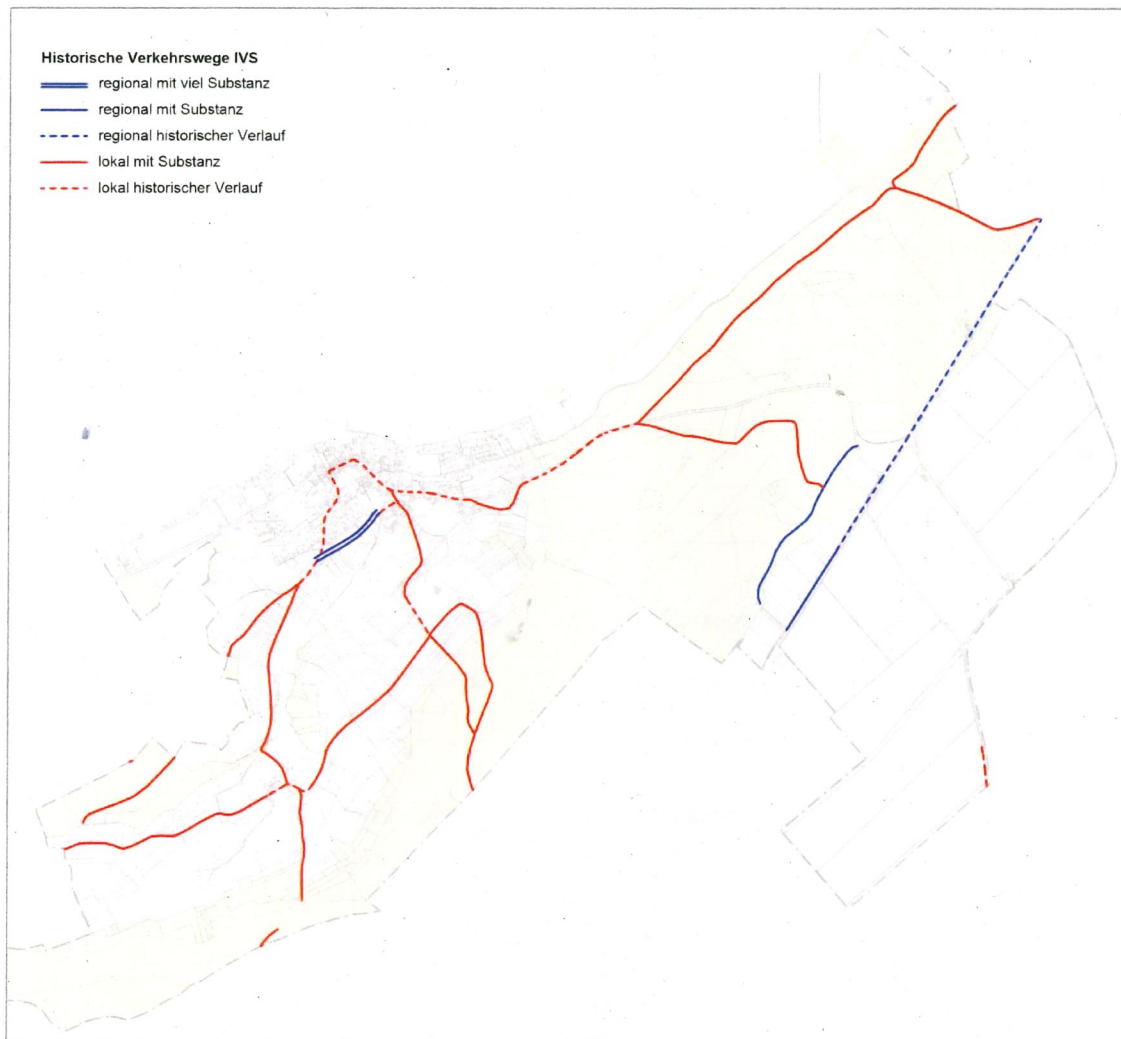 Historische Verkehrswege IVS
regional mit viel Substanz
regional mit Substanz
regional historischer Verlauf
lokal mit Substanz
lokal historischer Verlauf